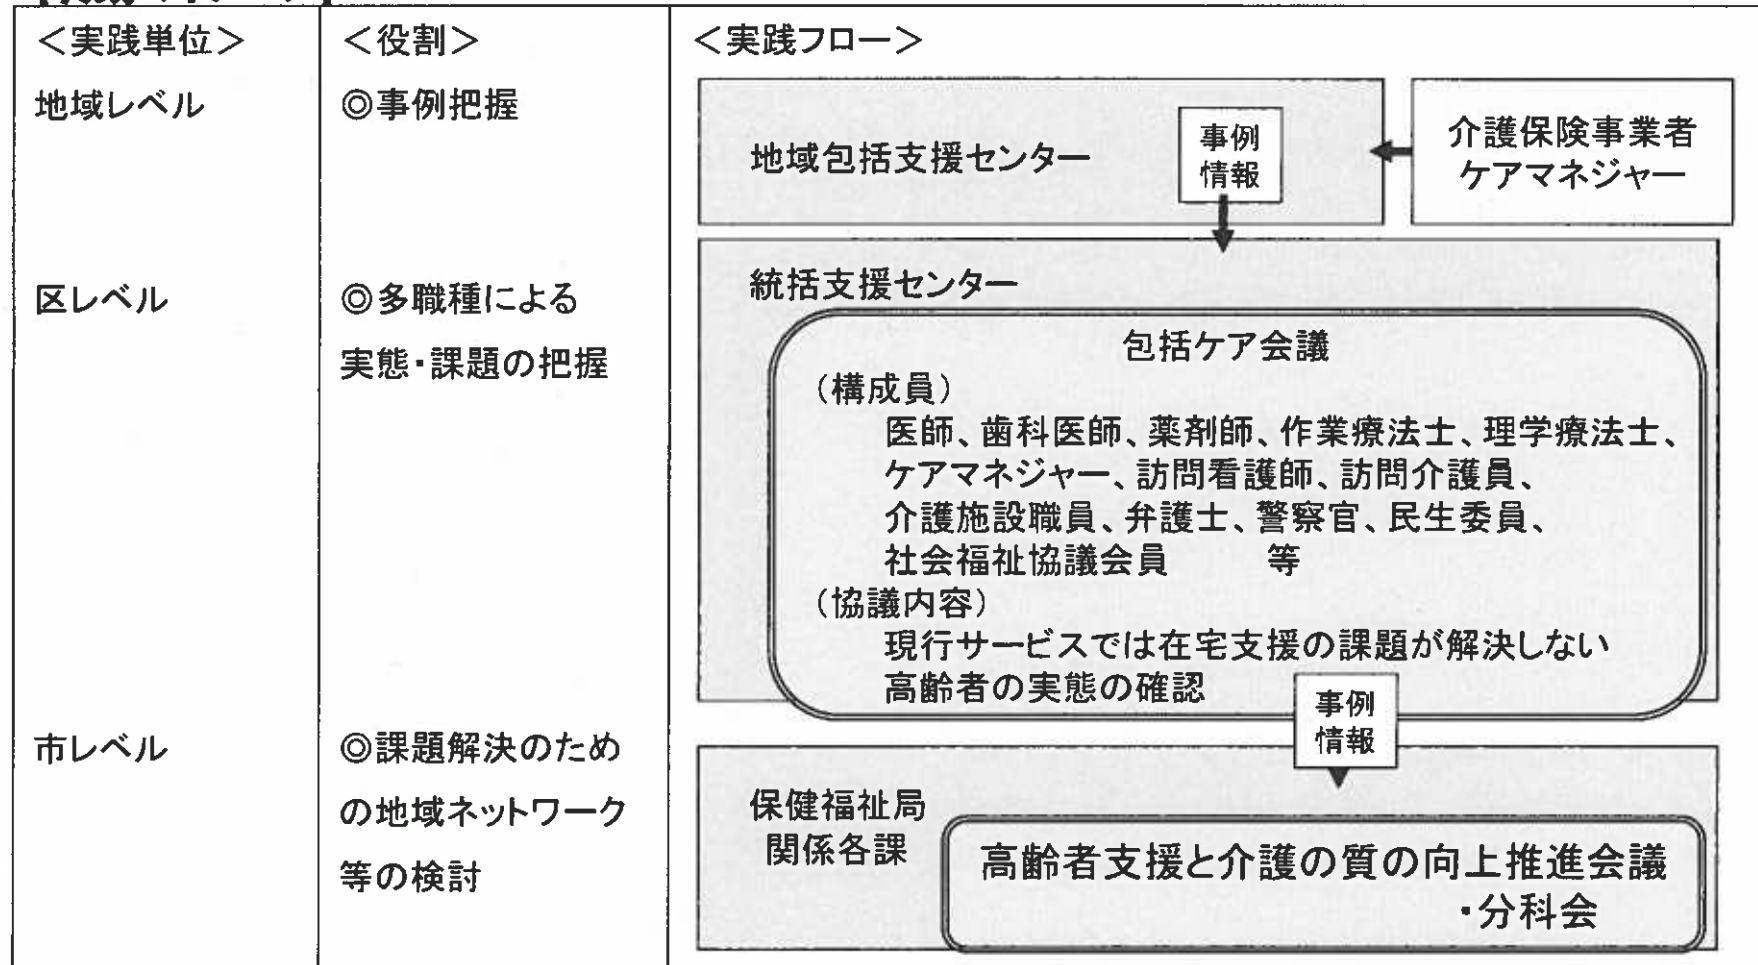 ＜実践単位＞
＜役割＞
＜実践フロー＞
地域レベル
◎事例把握
地域包括支援センター
事例
情報
介護保険事業者
ケアマネジャー
区レベル
◎多職種による
実態・課題の把握
統括支援センター
包括ケア会議
（構成員）
医師、歯科医師、薬剤師、作業療法士、理学療法士、
ケアマネジャー、訪問看護師、訪問介護員、
介護施設職員、弁護士、警察官、民生委員、
社会福祉協議会員　　　等
（協議内容）
現行サービスでは在宅支援の課題が解決しない
高齢者の実態の確認
事例
情報
市レベル
◎課題解決のため
の地域ネットワーク
等の検討
保健福祉局
関係各課
高齢者支援と介護の質の向上推進会議
・分科会